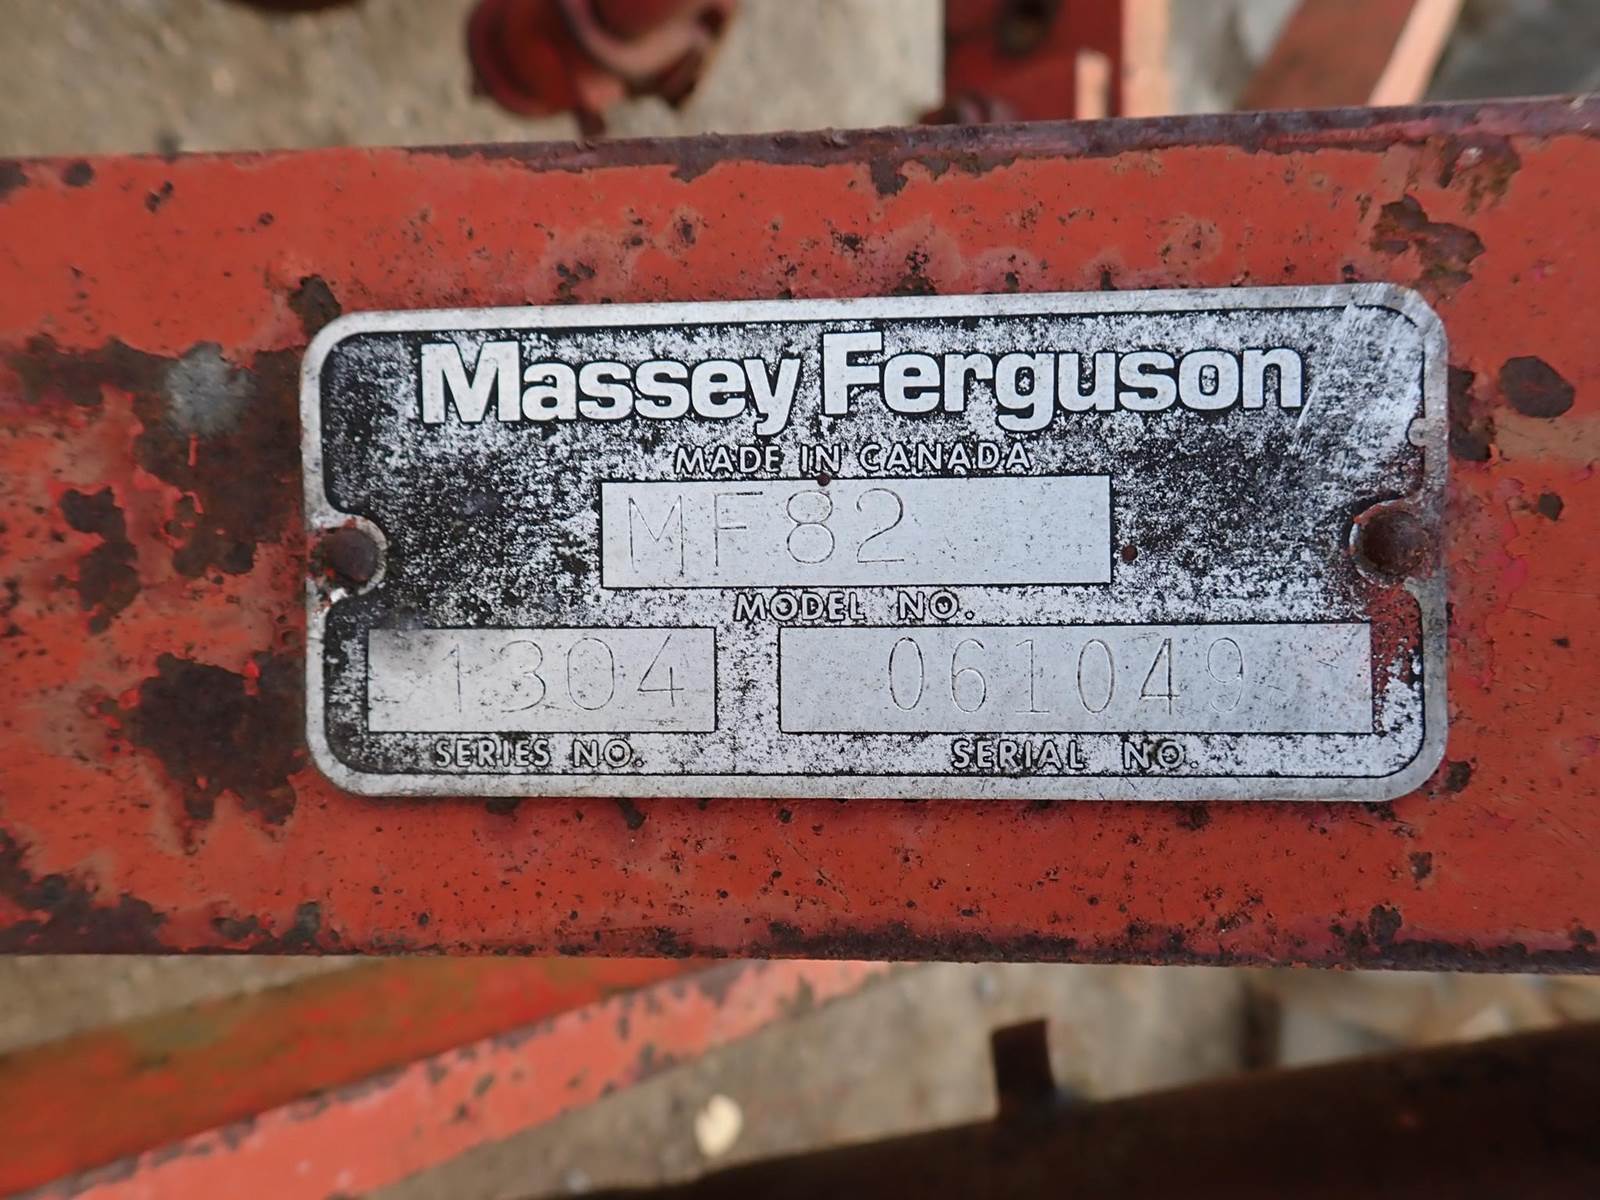 Massey Ferguson
MADE IN CANADA
MF82
MODEL NO.
1304 061049
SERIES NO. SERIAL NO.